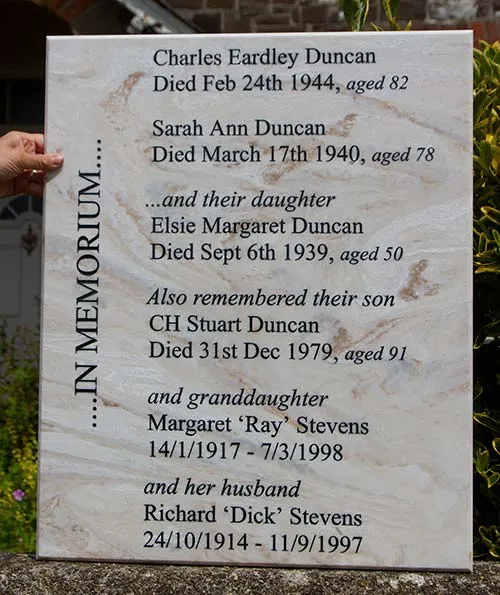 .....IN MEMORIUM....
Charles Eardley Duncan
Died Feb 24th 1944, aged 82
Sarah Ann Duncan
Died March 17th 1940, aged 78
...and their daughter
Elsie Margaret Duncan
Died Sept 6th 1939, aged 50
Also remembered their son
CH Stuart Duncan
Died 31st Dec 1979, aged 91
and granddaughter
Margaret ‘Ray’ Stevens
14/1/1917 - 7/3/1998
and her husband
Richard ‘Dick’ Stevens
24/10/1914 - 11/9/1997